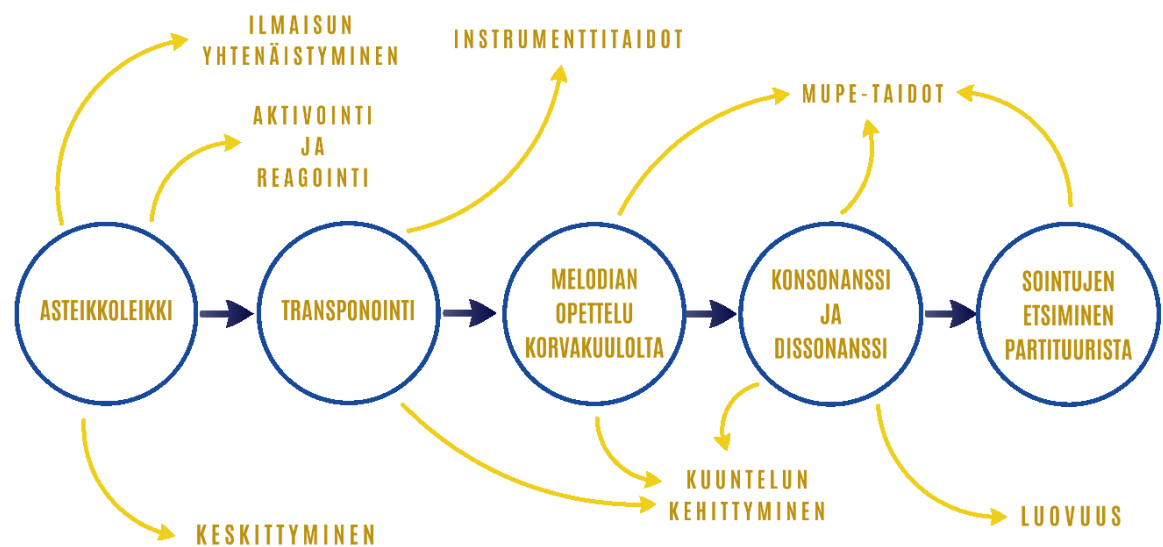 ILMAISUN
YHTENÄISTYMINEN
INSTRUMENTTITAIDOT
MUPE-TAIDOT
AKTIVOINTI
JA
REAGOINTI
ASTEIKKOLEIKKI
TRANSPONOINTI
MELODIAN
OPETTELU
KORVAKUULOLTA
KONSONANSSI
JA
DISSONANSSI
SOINTUJEN
ETSIMINEN
PARTITUURISTA
KUUNTELUN
KEHITTYMINEN
LUOVUUS
KESKITTYMINEN